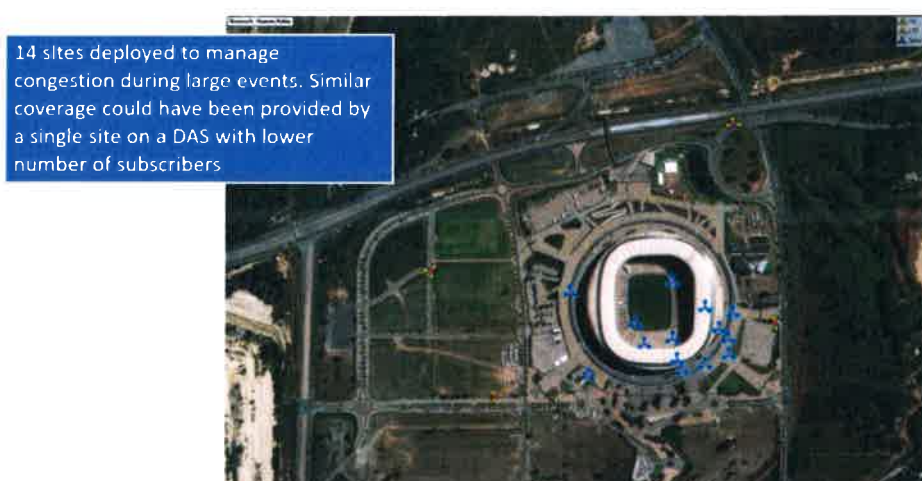 14 sites deployed to manage
congestion during large events. Similar
coverage could have been provided by
a single site on a DAS with lower
number of subscribers